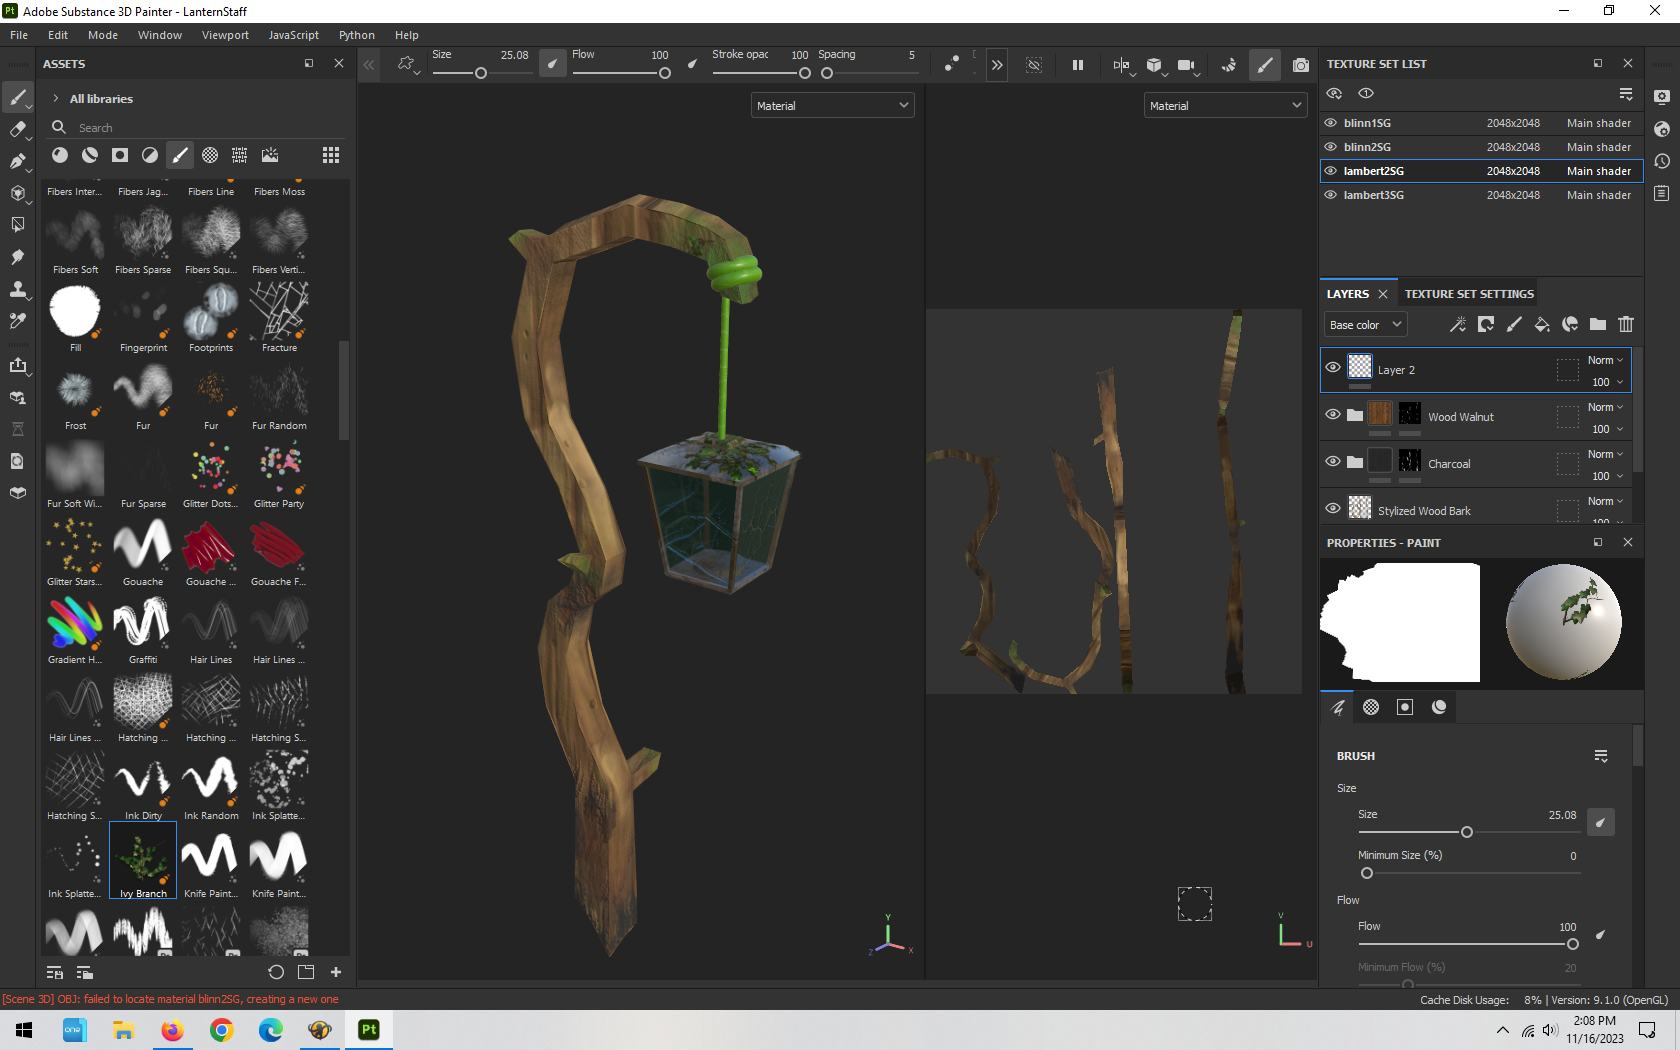 Pt Adobe Substance 3D Painter - LanternStaff
File Edit Mode Window Viewport JavaScript Python Help
ASSETS
All libraries
Search
Fibers Inter... Fibers Jag... Fibers Line Fibers Moss
Fibers Soft Fibers Sparse Fibers Squ... Fibers Verti...
Fill Fingerprint Footprints Fracture
Frost Fur Fur Fur Random
Fur Soft Wi... Fur Sparse Glitter Dots... Glitter Party
Glitter Stars... Gouache Gouache ... Gouache F...
Gradient H... Graffiti Hair Lines Hair Lines ...
Hair Lines ... Hatching ... Hatching ... Hatching S...
Hatching S... Ink Dirty Ink Random Ink Splatte...
Ink Splatte... Ivy Branch Knife Paint... Knife Paint...
Size 25.08 Flow 100 Stroke opac 100 Spacing 5
Material
Material
Y
Z X
V
U
TEXTURE SET LIST
blinn1SG 2048x2048 Main shader
blinn2SG 2048x2048 Main shader
lambert2SG 2048x2048 Main shader
lambert3SG 2048x2048 Main shader
LAYERS TEXTURE SET SETTINGS
Base color
Layer 2 Norm 100
Wood Walnut Norm 100
Charcoal Norm 100
Stylized Wood Bark Norm 100
PROPERTIES - PAINT
BRUSH
Size
Size 25.08
Minimum Size (%) 0
Flow
Flow 100
Minimum Flow (%) 20
[Scene 3D] OBJ: failed to locate material blinn2SG, creating a new one
Cache Disk Usage: 8% | Version: 9.1.0 (OpenGL)
one
Pt
2:08 PM
11/16/2023